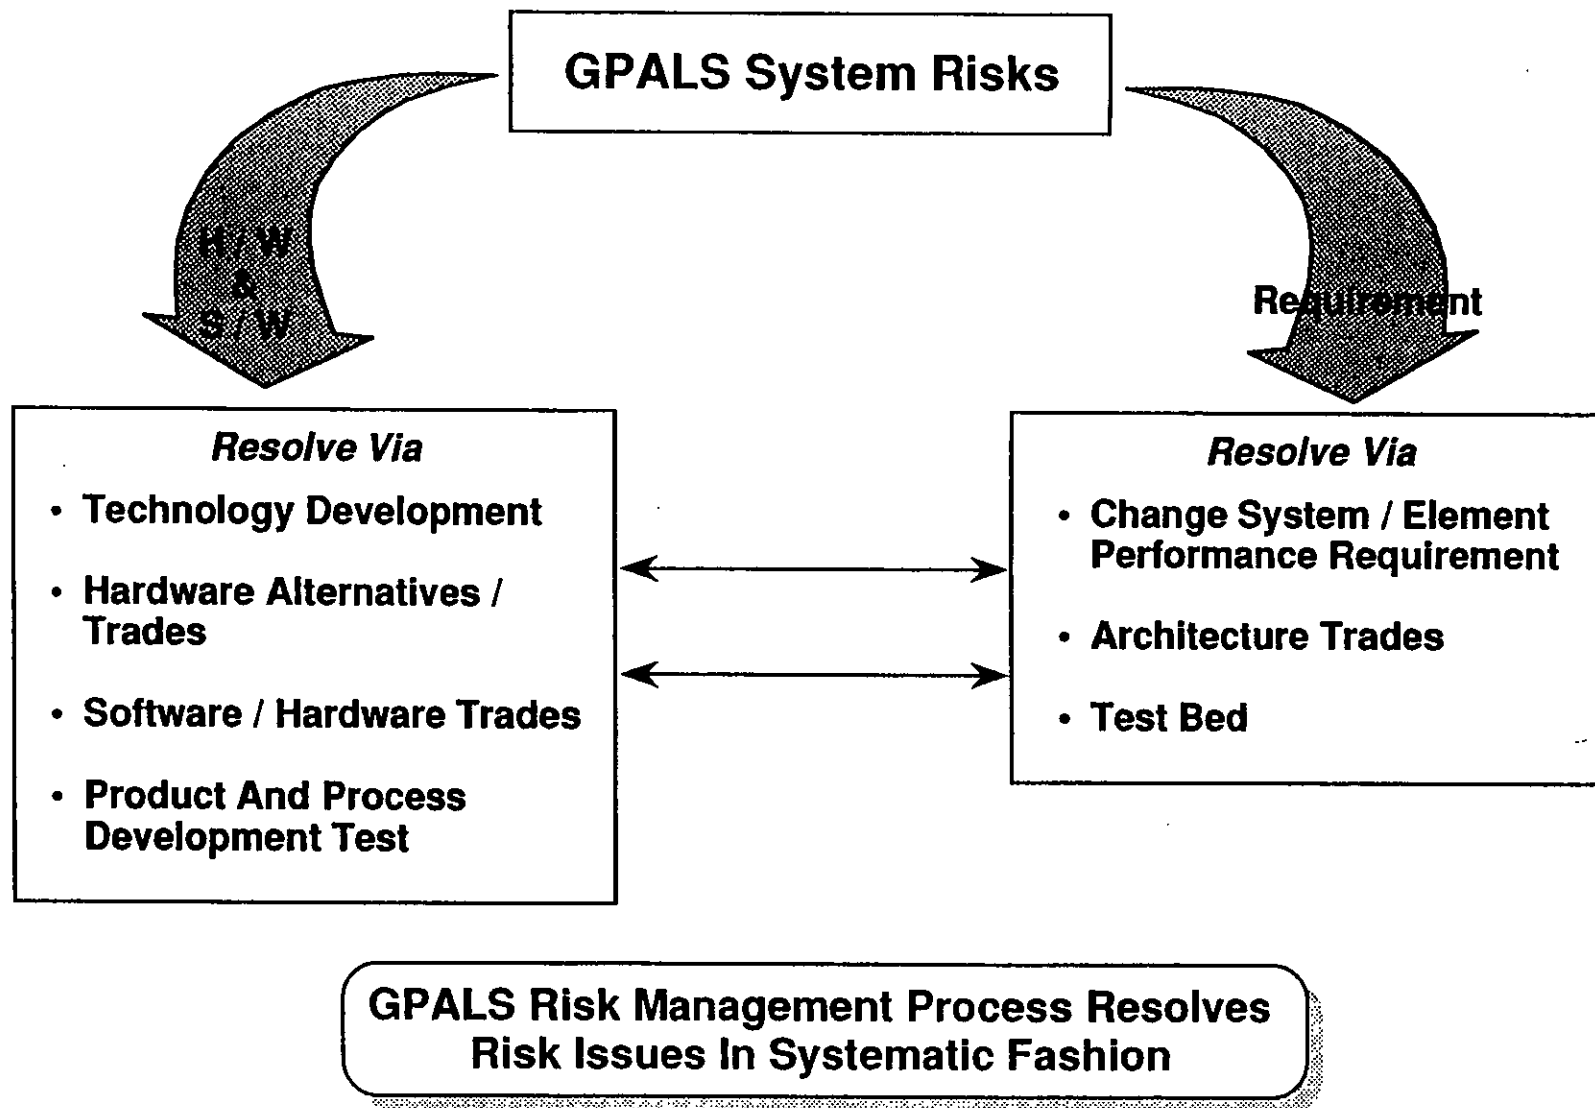 GPALS System Risks
H / W
&
S / W
Requirement
Resolve Via
• Technology Development
• Hardware Alternatives /
Trades
• Software / Hardware Trades
• Product And Process
Development Test
Resolve Via
• Change System / Element
Performance Requirement
• Architecture Trades
• Test Bed
GPALS Risk Management Process Resolves
Risk Issues In Systematic Fashion